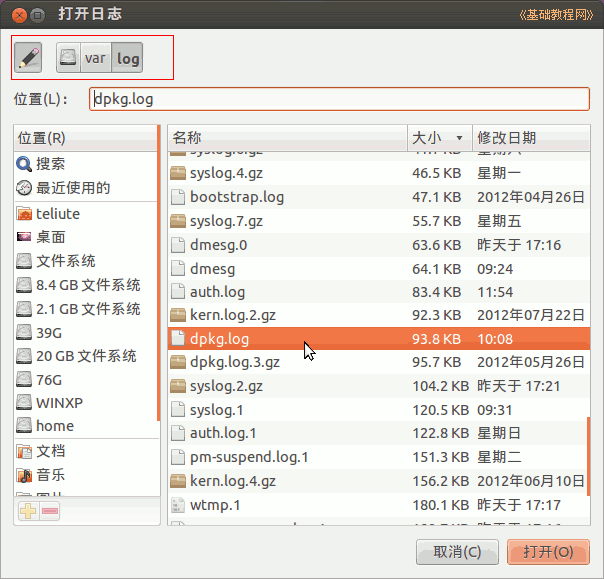 打开日志
《基础教程网》
var
log
位置(L)：
dpkg.log
位置(R)
搜索
最近使用的
teliute
桌面
文件系统
8.4 GB 文件系统
2.1 GB 文件系统
39G
20 GB 文件系统
76G
WINXP
home
文档
音乐
名称 大小 修改日期
syslog.4.gz 46.5 KB 星期一
bootstrap.log 47.1 KB 2012年04月26日
syslog.7.gz 55.7 KB 星期五
dmesg.0 63.6 KB 昨天于 17:16
dmesg 64.1 KB 09:24
auth.log 83.4 KB 11:54
kern.log.2.gz 92.3 KB 2012年07月22日
dpkg.log 93.8 KB 10:08
dpkg.log.3.gz 95.7 KB 2012年05月26日
syslog.2.gz 104.2 KB 昨天于 17:21
syslog.1 120.5 KB 09:31
auth.log.1 122.8 KB 星期日
pm-suspend.log.1 151.3 KB 星期二
kern.log.4.gz 156.2 KB 2012年06月10日
wtmp.1 180.1 KB 昨天于 17:17
取消(C)
打开(O)